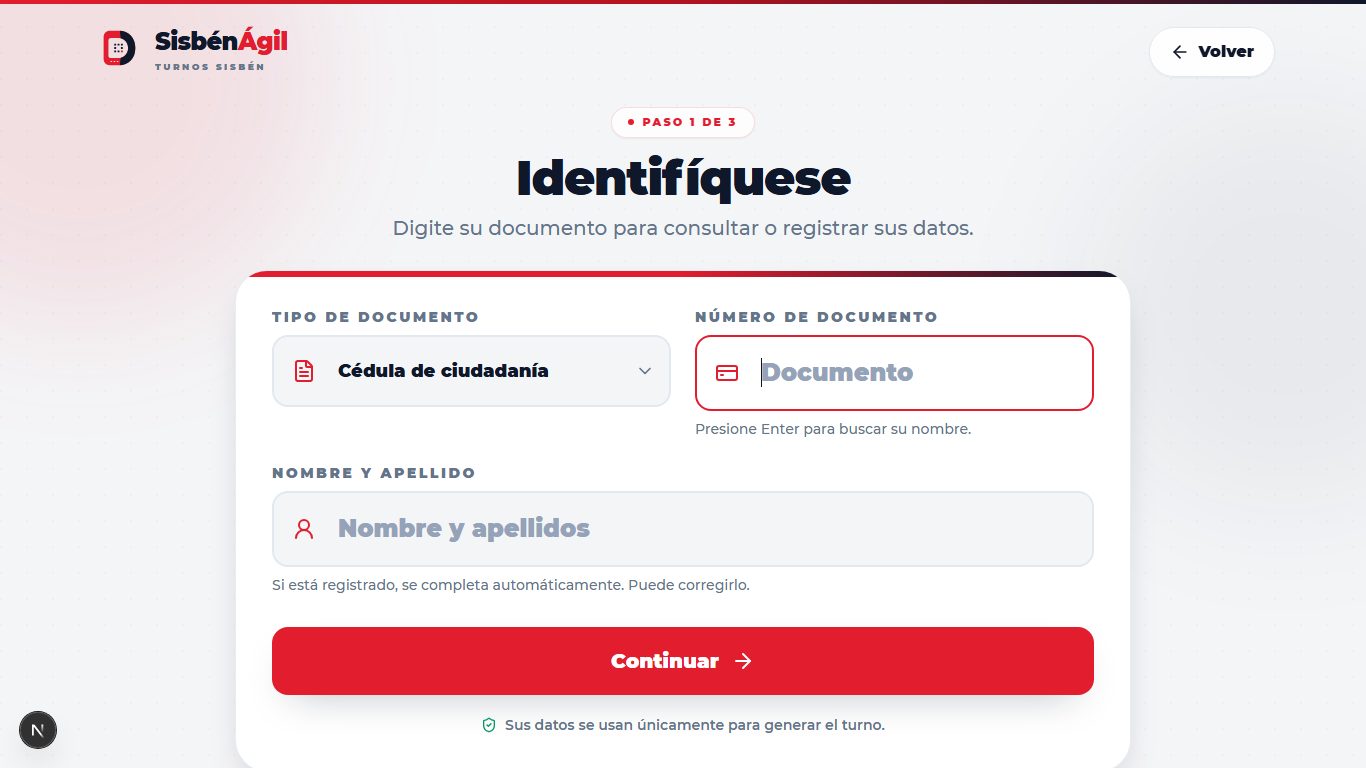 SisbénÁgil
TURNOS SISBÉN
Volver
PASO 1 DE 3
Identifíquese
Digite su documento para consultar o registrar sus datos.
TIPO DE DOCUMENTO
NÚMERO DE DOCUMENTO
Cédula de ciudadanía
Documento
Presione Enter para buscar su nombre.
NOMBRE Y APELLIDO
Nombre y apellidos
Si está registrado, se completa automáticamente. Puede corregirlo.
Continuar
Sus datos se usan únicamente para generar el turno.
N